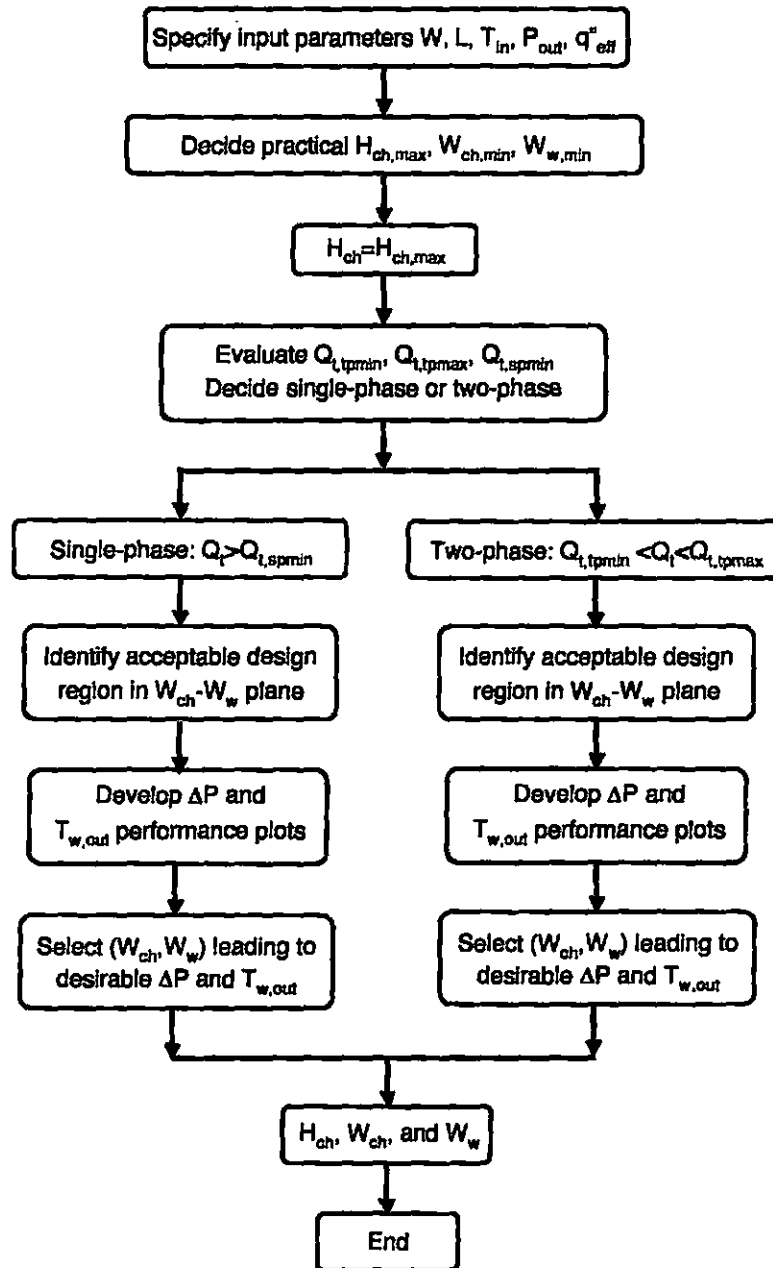 Specify input parameters W, L, T_in, P_out, q"_eff
Decide practical H_ch,max, W_ch,min, W_w,min
H_ch=H_ch,max
Evaluate Q_t,tpmin, Q_t,tpmax, Q_t,spmin
Decide single-phase or two-phase
Single-phase: Q_t>Q_t,spmin
Identify acceptable design
region in W_ch-W_w plane
Develop ΔP and
T_w,out performance plots
Select (W_ch, W_w) leading to
desirable ΔP and T_w,out
Two-phase: Q_t,tpmin <Q_t<Q_t,tpmax
Identify acceptable design
region in W_ch-W_w plane
Develop ΔP and
T_w,out performance plots
Select (W_ch, W_w) leading to
desirable ΔP and T_w,out
H_ch, W_ch, and W_w
End